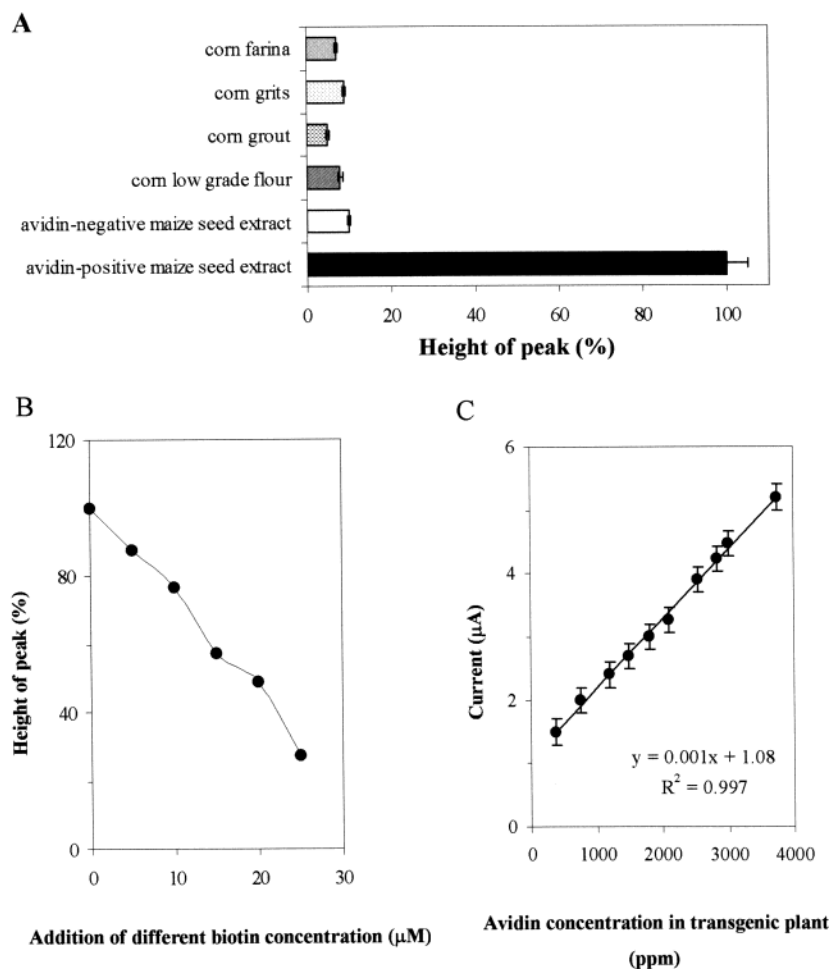 A
corn farina
corn grits
corn grout
corn low grade flour
avidin-negative maize seed extract
avidin-positive maize seed extract
0 20 40 60 80 100
Height of peak (%)
B
120
80
40
0
Height of peak (%)
0 10 20 30
Addition of different biotin concentration (μM)
C
6
4
2
0
Current (μA)
y = 0.001x + 1.08
R² = 0.997
0 1000 2000 3000 4000
Avidin concentration in transgenic plant
(ppm)